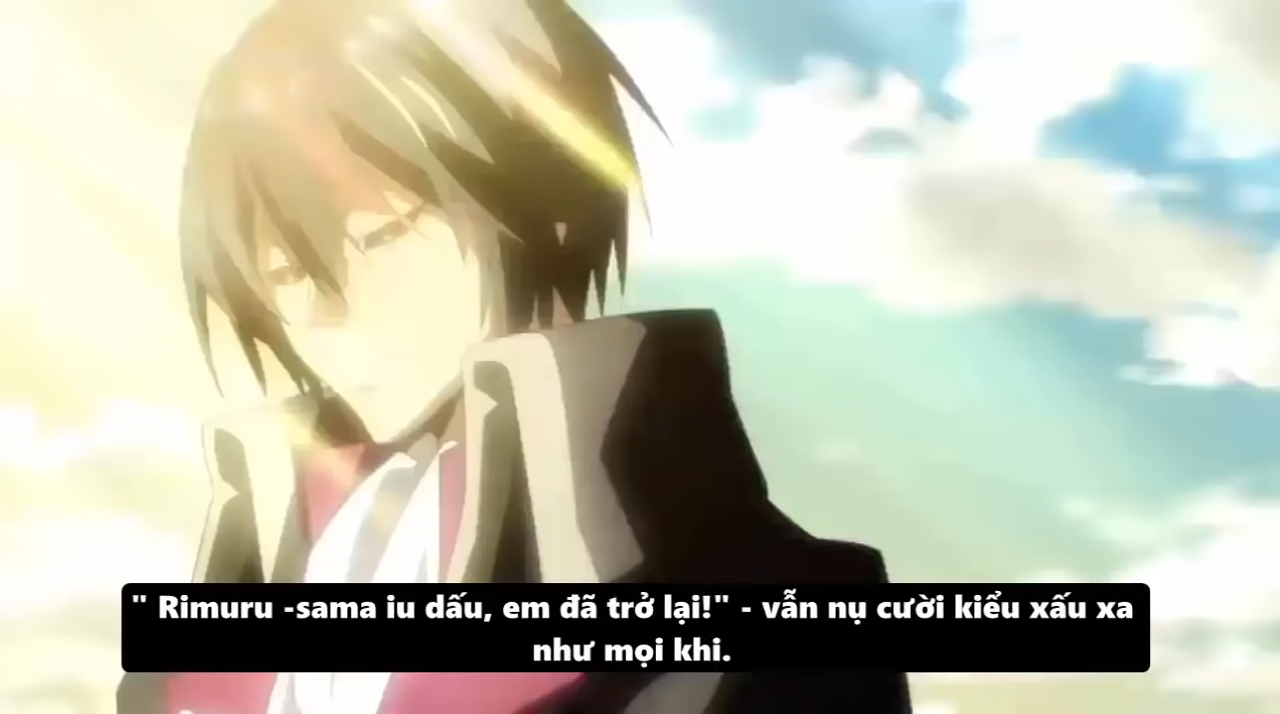 " Rimuru -sama iu dấu, em đã trở lại!" - vẫn nụ cười kiểu xấu xa
như mọi khi.